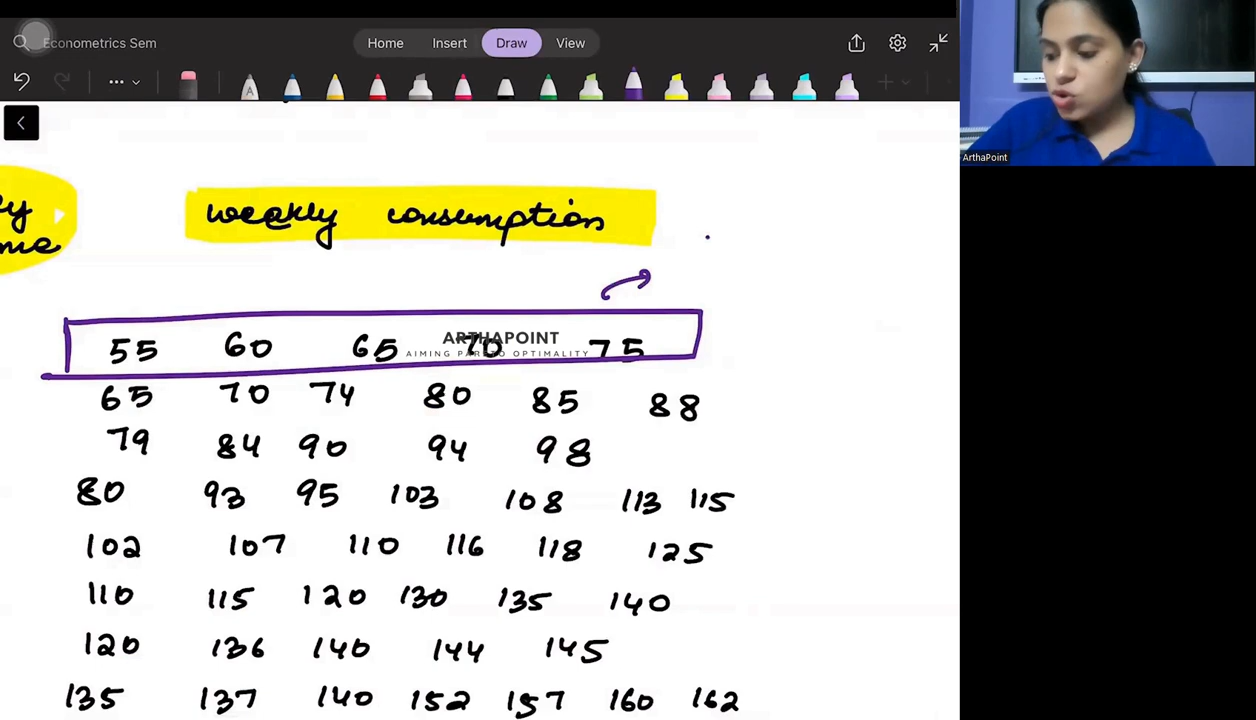 Econometrics Sem
Home Insert Draw View
A
ArthaPoint
weekly consumption
ARTHAPOINT
AIMING PARETO OPTIMALITY
55 60 65 70 75
65 70 74 80 85 88
79 84 90 94 98
80 93 95 103 108 113 115
102 107 110 116 118 125
110 115 120 130 135 140
120 136 140 144 145
135 137 140 152 157 160 162